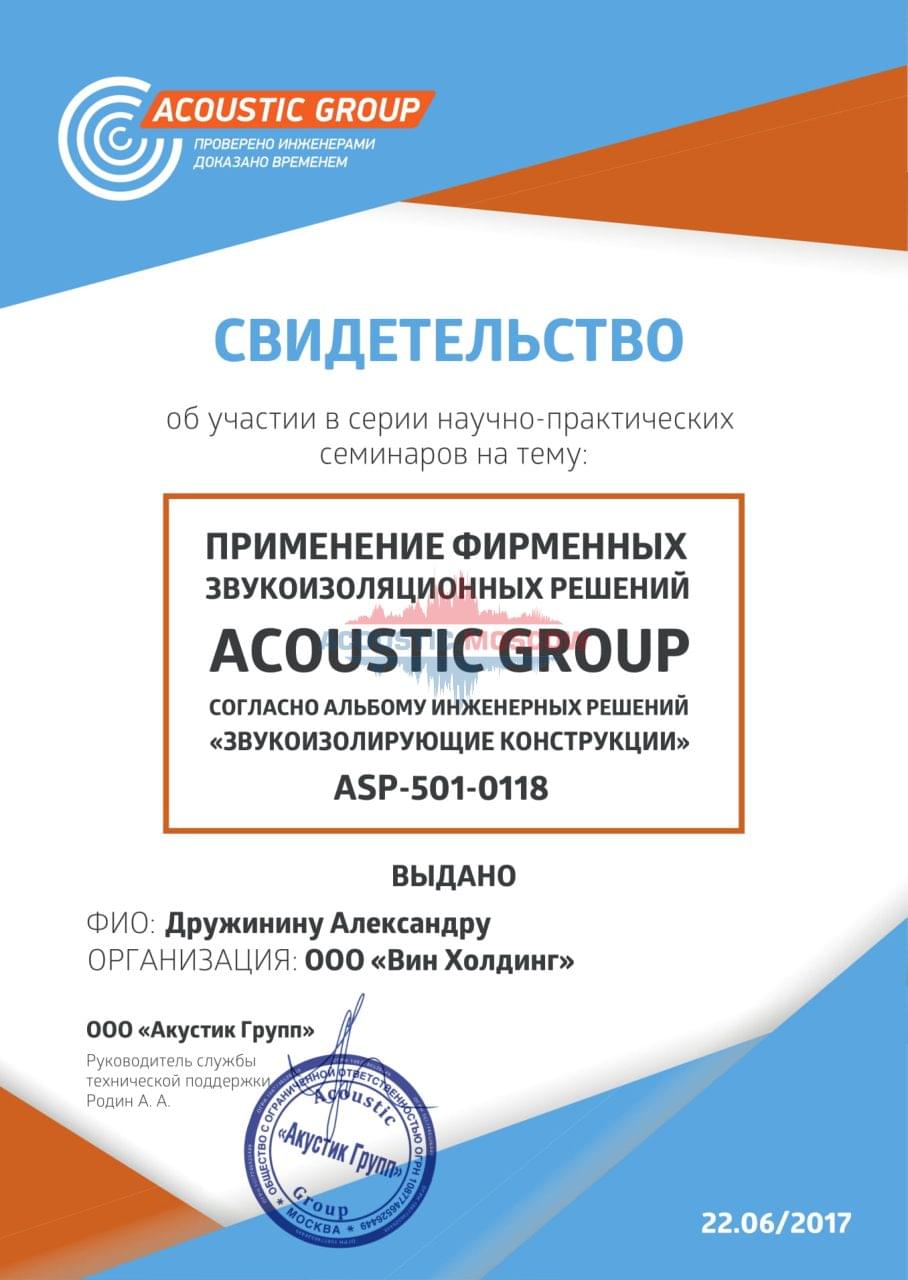 ACOUSTIC GROUP
ПРОВЕРЕНО ИНЖЕНЕРАМИ
ДОКАЗАНО ВРЕМЕНЕМ
СВИДЕТЕЛЬСТВО
об участии в серии научно-практических
семинаров на тему:
ПРИМЕНЕНИЕ ФИРМЕННЫХ
ЗВУКОИЗОЛЯЦИОННЫХ РЕШЕНИЙ
ACOUSTIC MOSCOW
ACOUSTIC GROUP
СОГЛАСНО АЛЬБОМУ ИНЖЕНЕРНЫХ РЕШЕНИЙ
«ЗВУКОИЗОЛИРУЮЩИЕ КОНСТРУКЦИИ»
ASP-501-0118
ВЫДАНО
ФИО: Дружинину Александру
ОРГАНИЗАЦИЯ: ООО «Вин Холдинг»
ООО «Акустик Групп»
Руководитель службы
технической поддержки
Родин А. А.
ОБЩЕСТВО С ОГРАНИЧЕННОЙ ОТВЕТСТВЕННОСТЬЮ ОГРН 1087746526449
* МОСКВА *
Acoustic
«Акустик Групп»
Group
22.06/2017